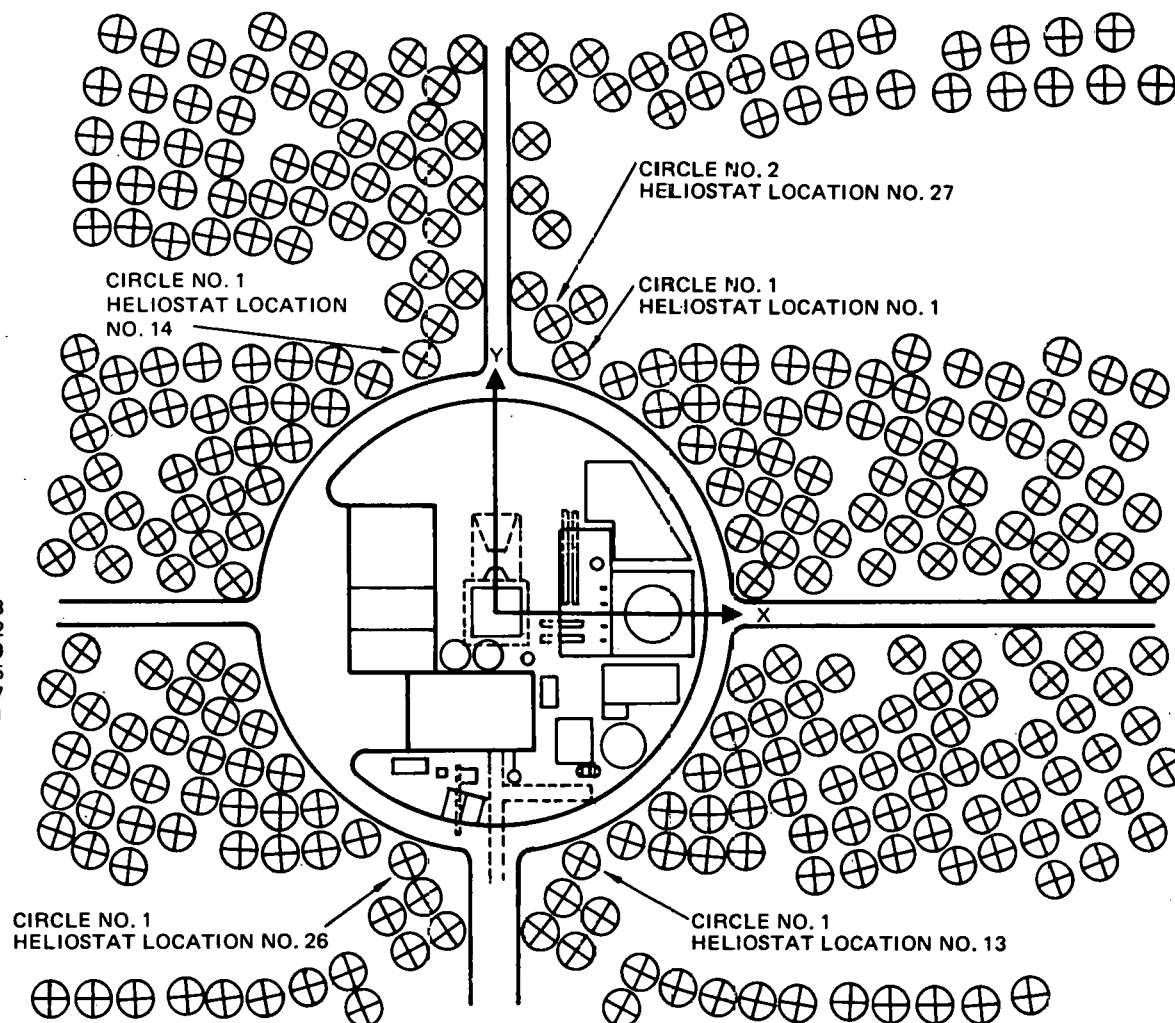 CIRCLE NO. 2
HELIOSTAT LOCATION NO. 27
CIRCLE NO. 1
HELIOSTAT LOCATION
NO. 14
CIRCLE NO. 1
HELIOSTAT LOCATION NO. 1
Y
X
CIRCLE NO. 1
HELIOSTAT LOCATION NO. 26
CIRCLE NO. 1
HELIOSTAT LOCATION NO. 13